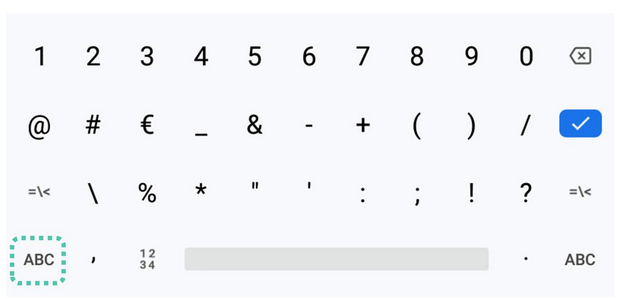 1 2 3 4 5 6 7 8 9 0
@ # € _ & - + ( ) /
=\< \ % * " ' : ; ! ? =\<
ABC , 12 34 . ABC